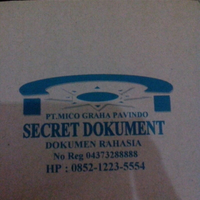 PT.MICO GRAHA PAVINDO
SECRET DOKUMENT
DOKUMEN RAHASIA
No Reg 04373288888
HP : 0852-1223-5554